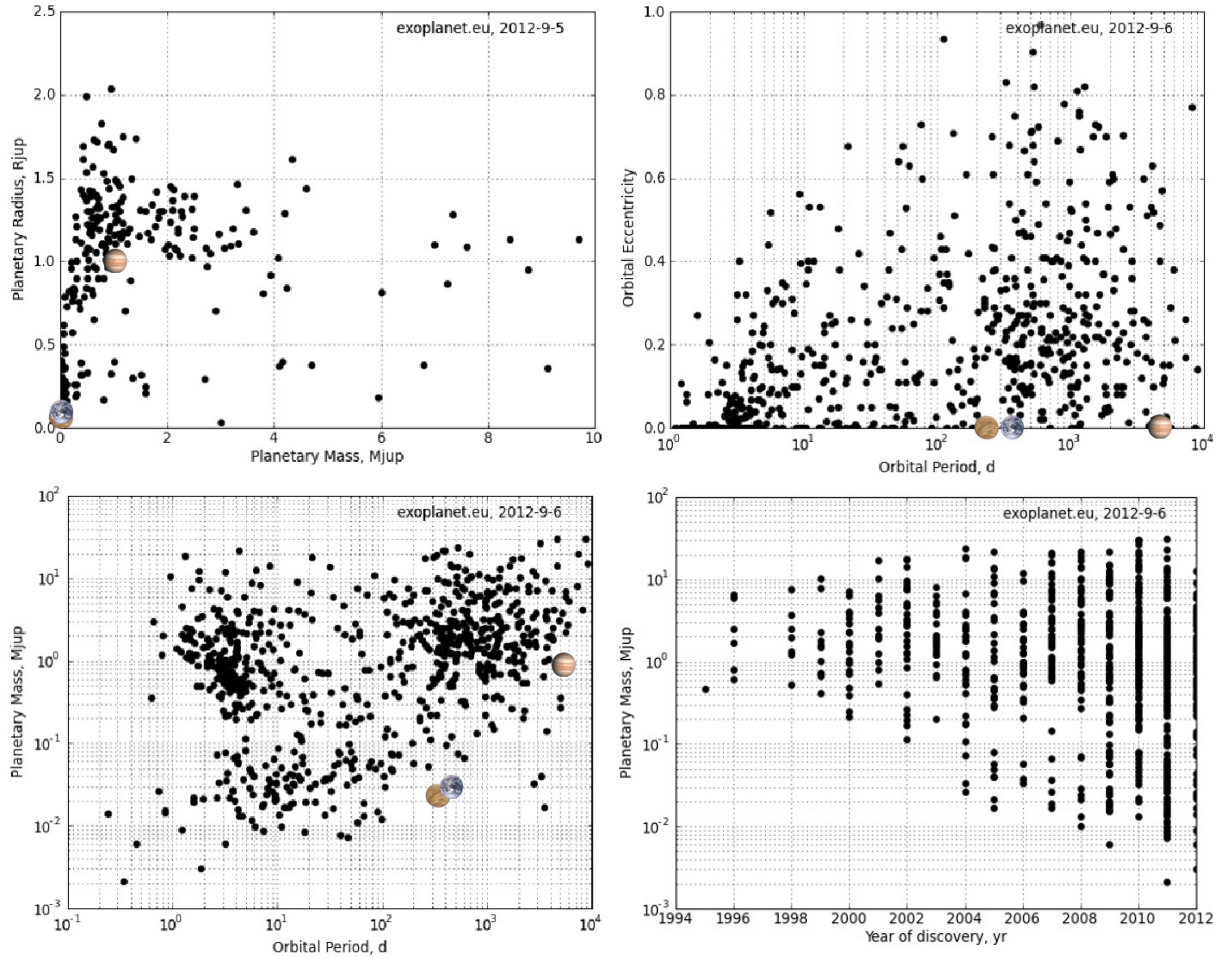 exoplanet.eu, 2012-9-5
Planetary Radius, Rjup
2.5
2.0
1.5
1.0
0.5
0.0
0 2 4 6 8 10
Planetary Mass, Mjup
exoplanet.eu, 2012-9-6
Orbital Eccentricity
1.0
0.8
0.6
0.4
0.2
0.0
10^0 10^1 10^2 10^3 10^4
Orbital Period, d
exoplanet.eu, 2012-9-6
Planetary Mass, Mjup
10^2
10^1
10^0
10^-1
10^-2
10^-3
10^-1 10^0 10^1 10^2 10^3 10^4
Orbital Period, d
exoplanet.eu, 2012-9-6
Planetary Mass, Mjup
10^2
10^1
10^0
10^-1
10^-2
10^-3
1994 1996 1998 2000 2002 2004 2006 2008 2010 2012
Year of discovery, yr